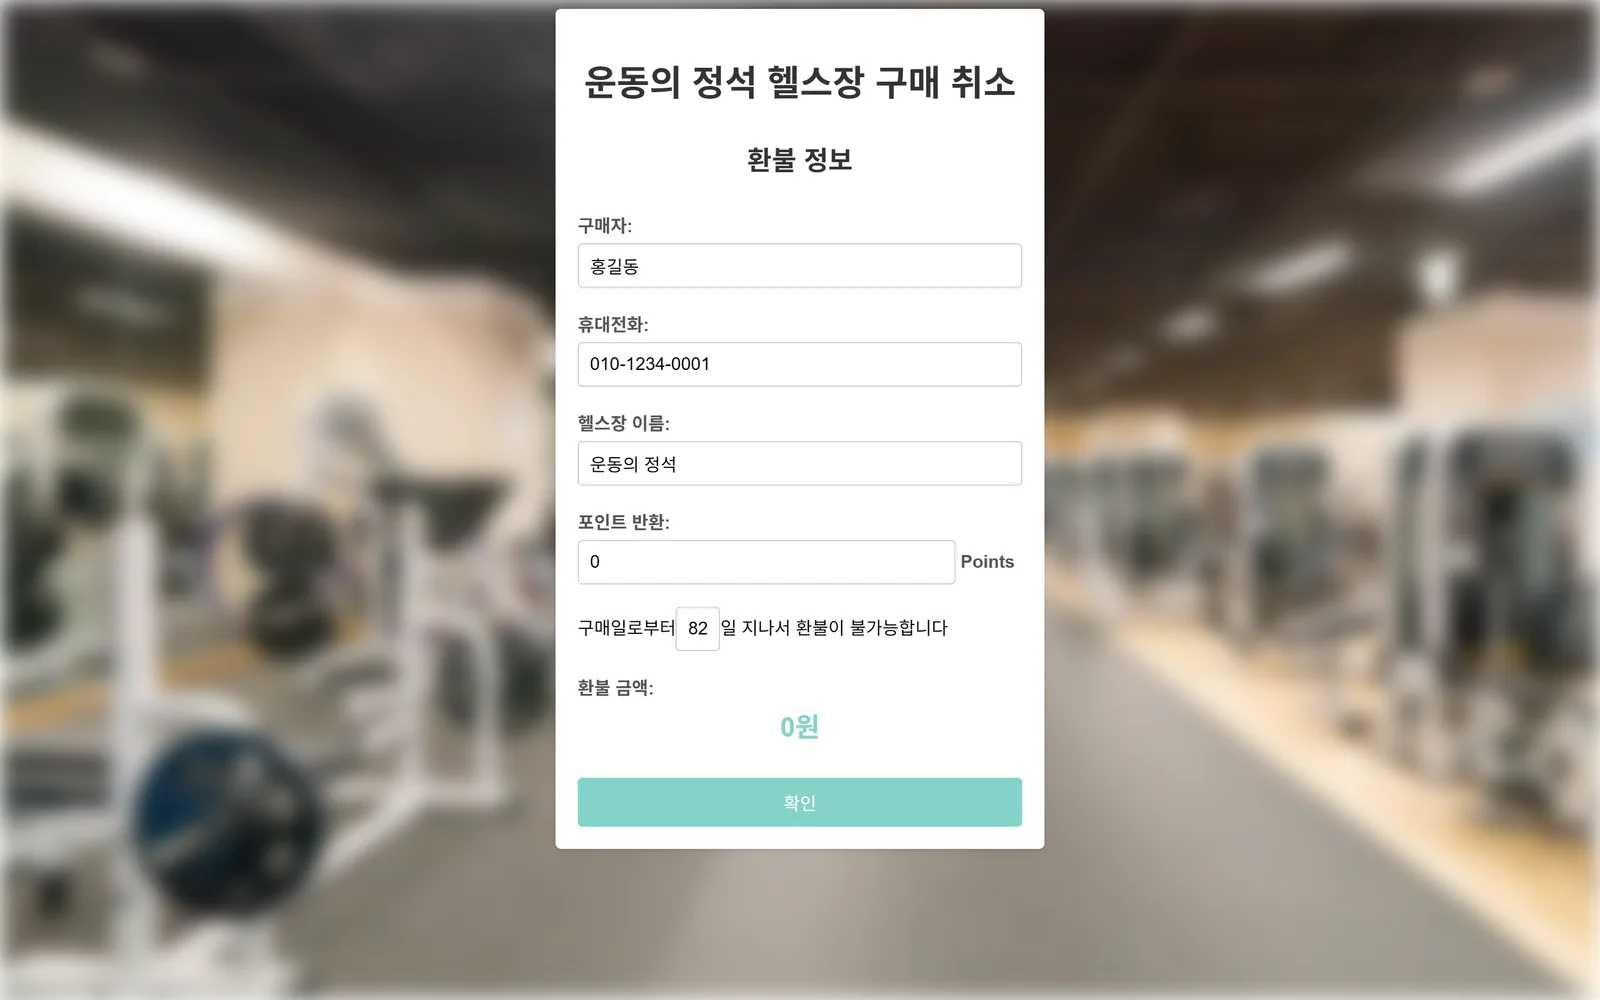 운동의 정석 헬스장 구매 취소
환불 정보
구매자:
홍길동
휴대전화:
010-1234-0001
헬스장 이름:
운동의 정석
포인트 반환:
0 Points
구매일로부터 82 일 지나서 환불이 불가능합니다
환불 금액:
0원
확인